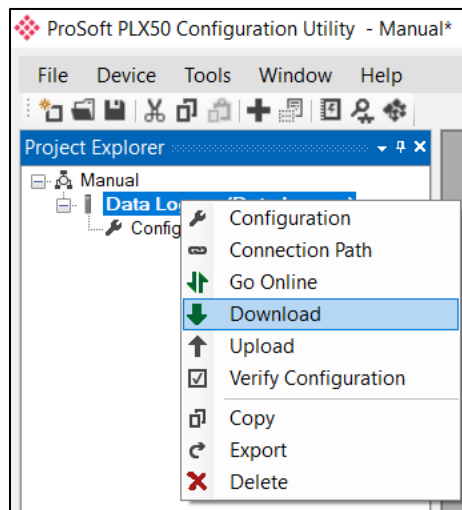 ProSoft PLX50 Configuration Utility - Manual*
File Device Tools Window Help
Project Explorer
Manual
Data
Configuration
Connection Path
Go Online
Download
Upload
Verify Configuration
Copy
Export
Delete